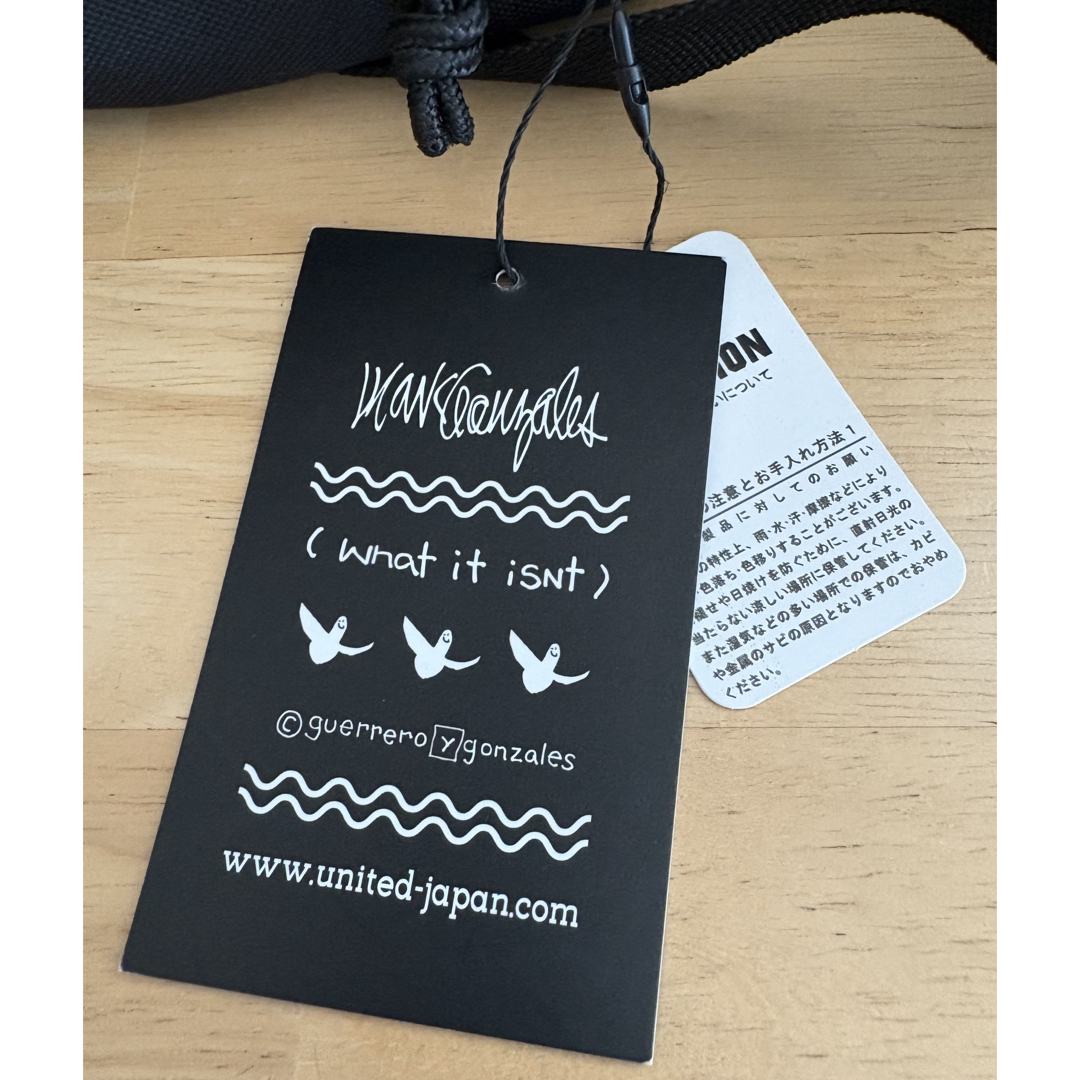 Mark Gonzales
( What it isNt )
©guerrero y gonzales
www.united-japan.com
ION
いについて
の注意とお手入れ方法1
製品に対してのお願い
の特性上、雨・水・汗・摩擦などにより
色落ち・色移りすることがございます。
褪せや日焼けを防ぐために、直射日光の
当たらない涼しい場所に保管してください。
また湿気などの多い場所での保管は、カビ
や金属のサビの原因となりますのでおやめ
ください。